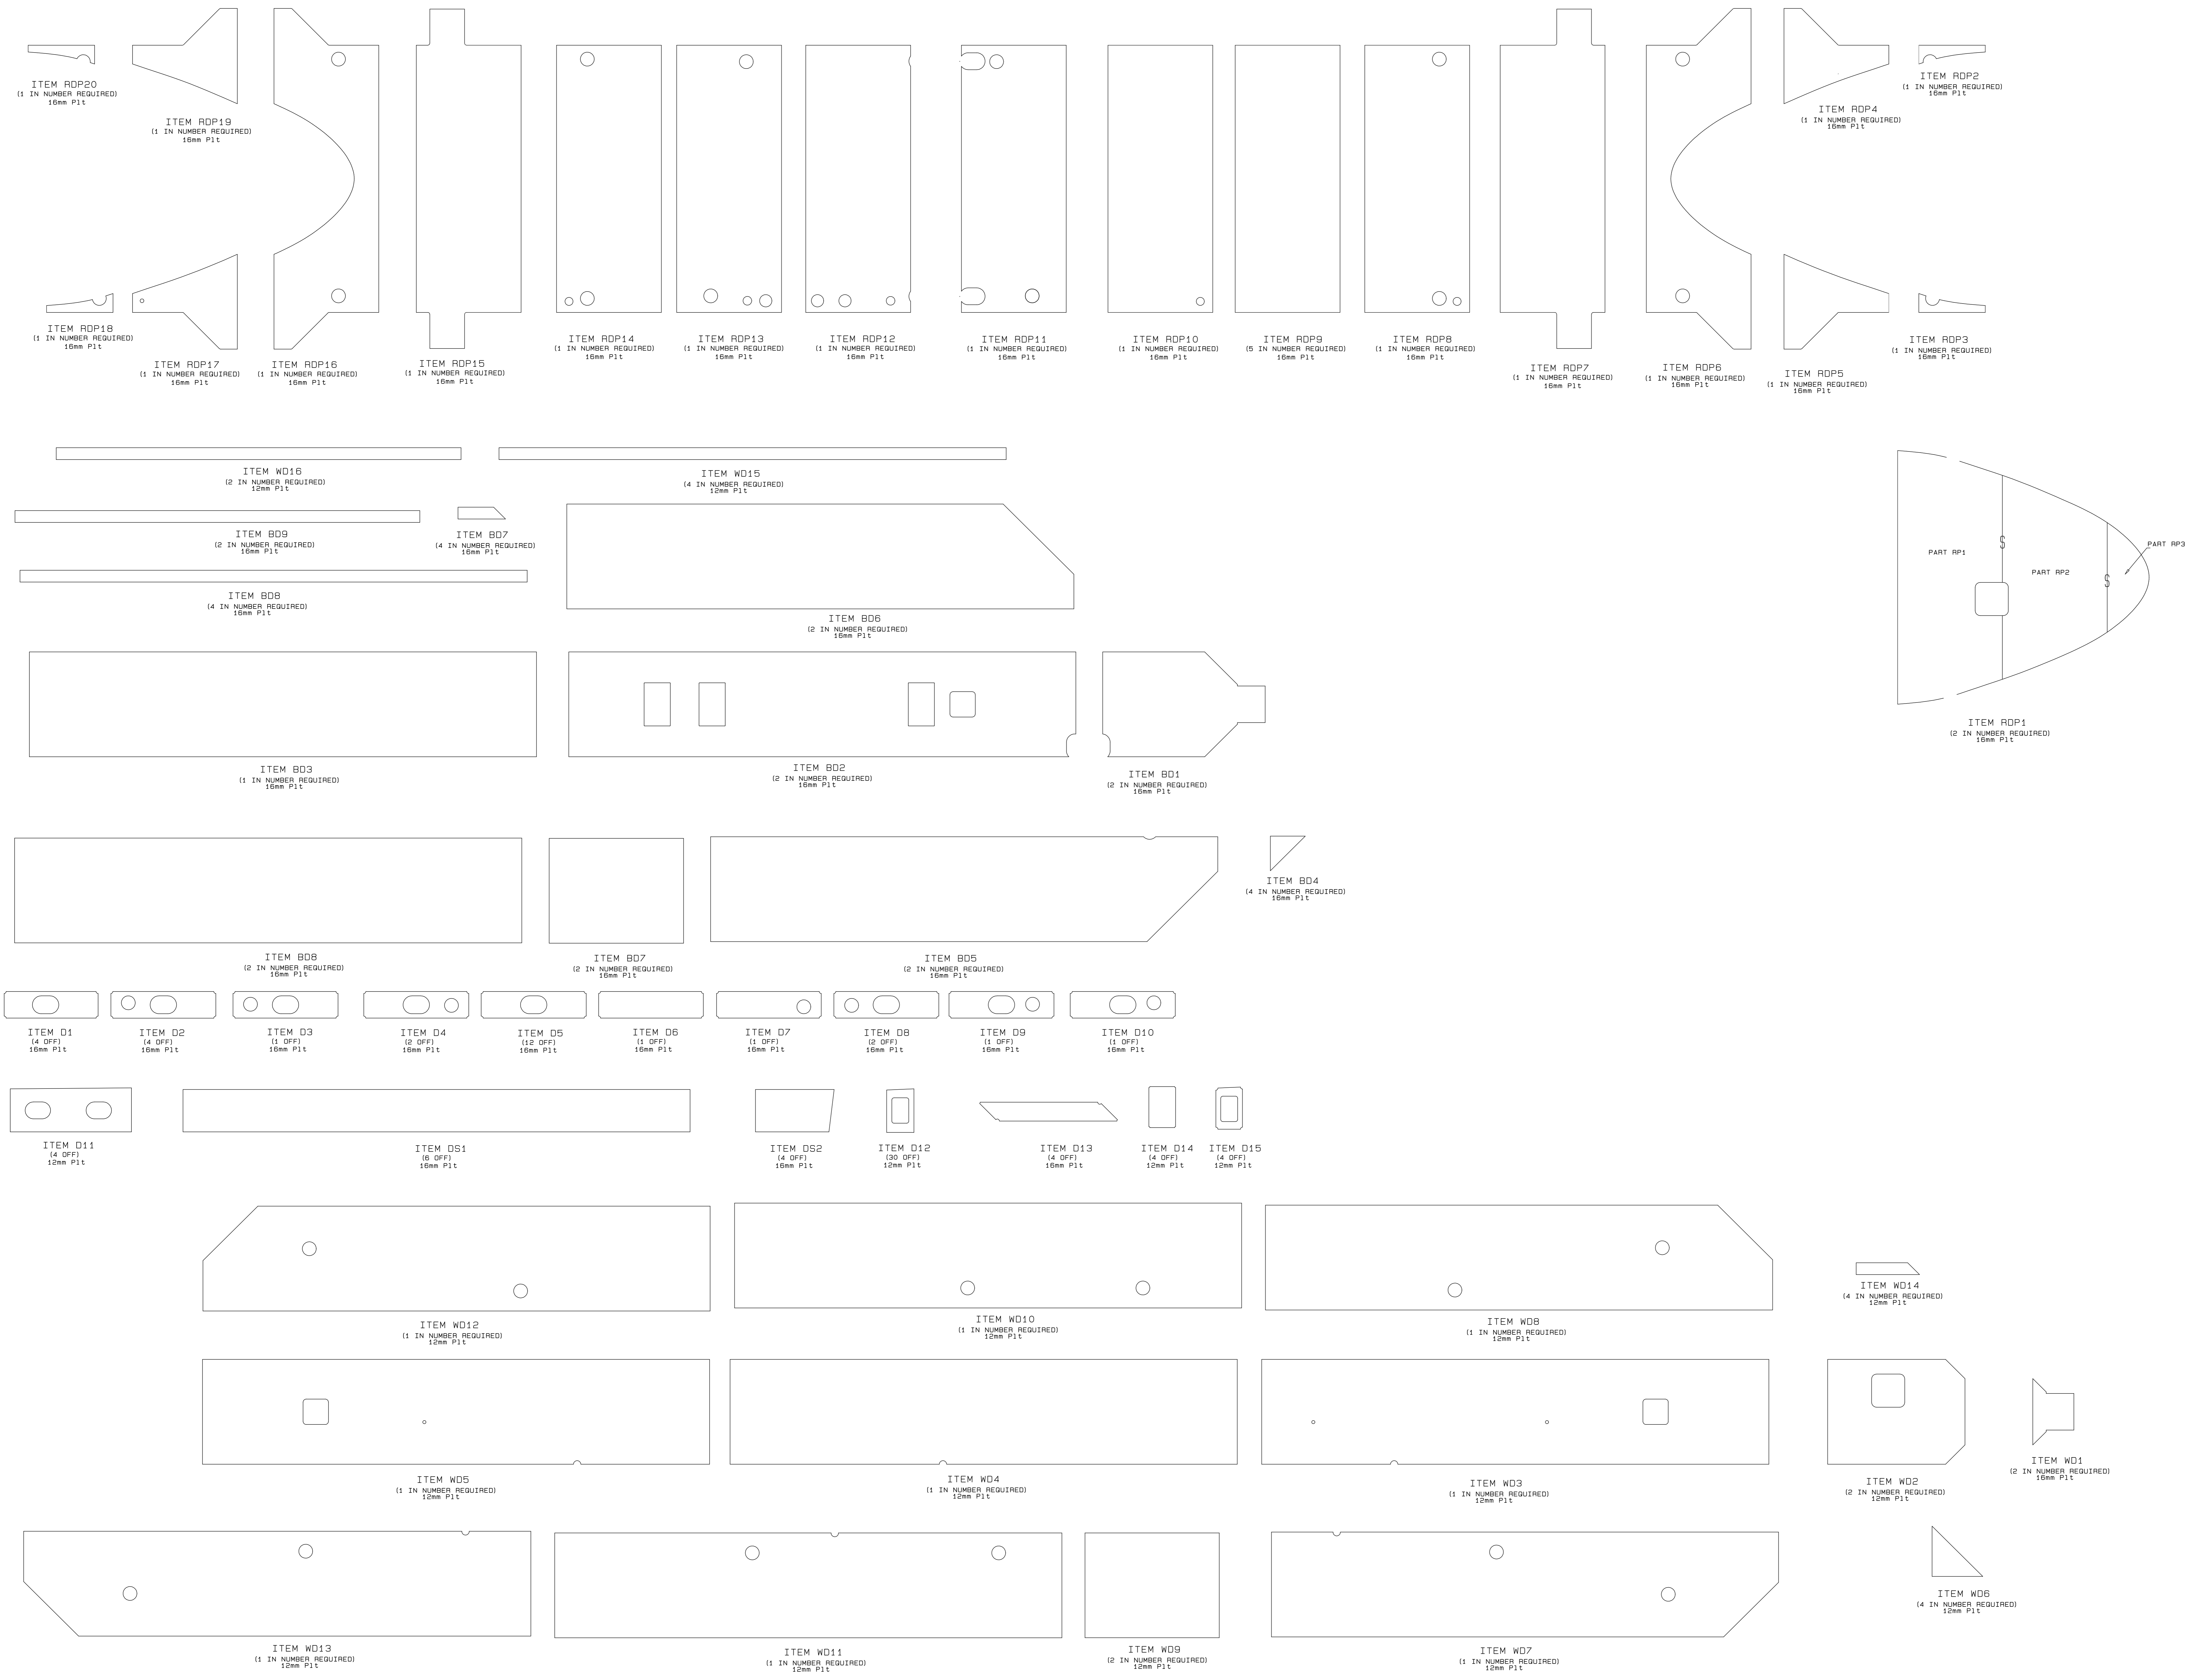 ITEM RDP20
(1 IN NUMBER REQUIRED)
16mm Plt
ITEM RDP19
(1 IN NUMBER REQUIRED)
16mm Plt
ITEM RDP4
(1 IN NUMBER REQUIRED)
16mm Plt
ITEM RDP2
(1 IN NUMBER REQUIRED)
16mm Plt
ITEM RDP18
(1 IN NUMBER REQUIRED)
16mm Plt
ITEM RDP17
(1 IN NUMBER REQUIRED)
16mm Plt
ITEM RDP16
(1 IN NUMBER REQUIRED)
16mm Plt
ITEM RDP15
(1 IN NUMBER REQUIRED)
16mm Plt
ITEM RDP14
(1 IN NUMBER REQUIRED)
16mm Plt
ITEM RDP13
(1 IN NUMBER REQUIRED)
16mm Plt
ITEM RDP12
(1 IN NUMBER REQUIRED)
16mm Plt
ITEM RDP11
(1 IN NUMBER REQUIRED)
16mm Plt
ITEM RDP10
(1 IN NUMBER REQUIRED)
16mm Plt
ITEM RDP9
(5 IN NUMBER REQUIRED)
16mm Plt
ITEM RDP8
(1 IN NUMBER REQUIRED)
16mm Plt
ITEM RDP7
(1 IN NUMBER REQUIRED)
16mm Plt
ITEM RDP6
(1 IN NUMBER REQUIRED)
16mm Plt
ITEM RDP5
(1 IN NUMBER REQUIRED)
16mm Plt
ITEM RDP3
(1 IN NUMBER REQUIRED)
16mm Plt
ITEM WD16
(2 IN NUMBER REQUIRED)
12mm Plt
ITEM WD15
(4 IN NUMBER REQUIRED)
12mm Plt
ITEM BD9
(2 IN NUMBER REQUIRED)
16mm Plt
ITEM BD7
(4 IN NUMBER REQUIRED)
16mm Plt
ITEM BD8
(4 IN NUMBER REQUIRED)
16mm Plt
ITEM BD6
(2 IN NUMBER REQUIRED)
16mm Plt
PART RP1
S
PART RP2
S
PART RP3
ITEM RDP1
(2 IN NUMBER REQUIRED)
16mm Plt
ITEM BD3
(1 IN NUMBER REQUIRED)
16mm Plt
ITEM BD2
(2 IN NUMBER REQUIRED)
16mm Plt
ITEM BD1
(2 IN NUMBER REQUIRED)
16mm Plt
ITEM BD8
(2 IN NUMBER REQUIRED)
16mm Plt
ITEM BD7
(2 IN NUMBER REQUIRED)
16mm Plt
ITEM BD5
(2 IN NUMBER REQUIRED)
16mm Plt
ITEM BD4
(4 IN NUMBER REQUIRED)
16mm Plt
ITEM D1
(4 OFF)
16mm Plt
ITEM D2
(4 OFF)
16mm Plt
ITEM D3
(1 OFF)
16mm Plt
ITEM D4
(2 OFF)
16mm Plt
ITEM D5
(12 OFF)
16mm Plt
ITEM D6
(1 OFF)
16mm Plt
ITEM D7
(1 OFF)
16mm Plt
ITEM D8
(2 OFF)
16mm Plt
ITEM D9
(1 OFF)
16mm Plt
ITEM D10
(1 OFF)
16mm Plt
ITEM D11
(4 OFF)
12mm Plt
ITEM DS1
(6 OFF)
16mm Plt
ITEM DS2
(4 OFF)
16mm Plt
ITEM D12
(30 OFF)
12mm Plt
ITEM D13
(4 OFF)
16mm Plt
ITEM D14
(4 OFF)
12mm Plt
ITEM D15
(4 OFF)
12mm Plt
ITEM WD12
(1 IN NUMBER REQUIRED)
12mm Plt
ITEM WD10
(1 IN NUMBER REQUIRED)
12mm Plt
ITEM WD8
(1 IN NUMBER REQUIRED)
12mm Plt
ITEM WD14
(4 IN NUMBER REQUIRED)
12mm Plt
ITEM WD5
(1 IN NUMBER REQUIRED)
12mm Plt
ITEM WD4
(1 IN NUMBER REQUIRED)
12mm Plt
ITEM WD3
(1 IN NUMBER REQUIRED)
12mm Plt
ITEM WD2
(2 IN NUMBER REQUIRED)
12mm Plt
ITEM WD1
(2 IN NUMBER REQUIRED)
16mm Plt
ITEM WD13
(1 IN NUMBER REQUIRED)
12mm Plt
ITEM WD11
(1 IN NUMBER REQUIRED)
12mm Plt
ITEM WD9
(2 IN NUMBER REQUIRED)
12mm Plt
ITEM WD7
(1 IN NUMBER REQUIRED)
12mm Plt
ITEM WD6
(4 IN NUMBER REQUIRED)
12mm Plt